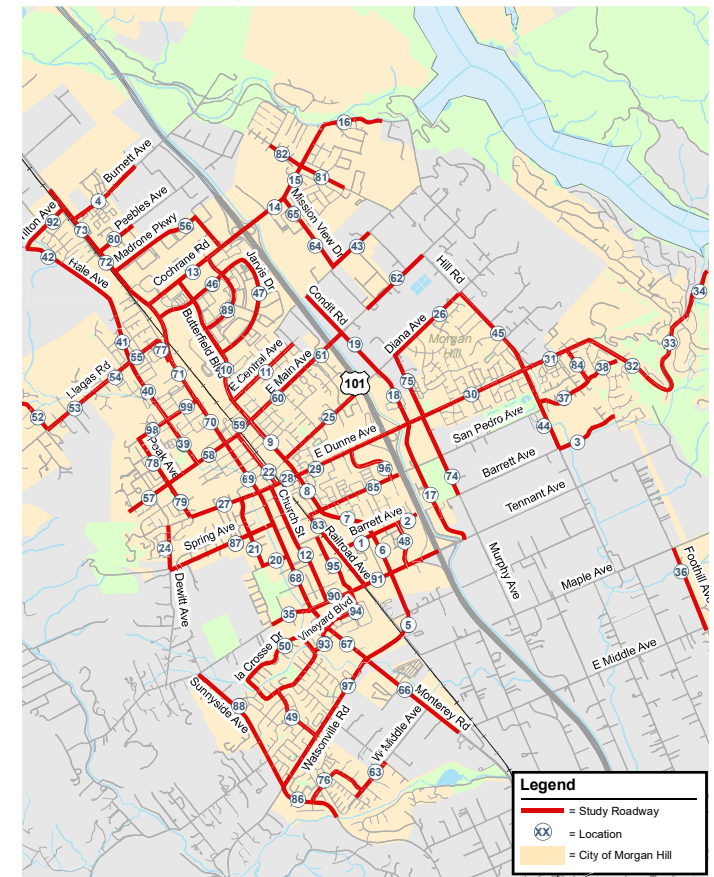 16
82
81
15
Burnett Ave
4
ilton Ave
92
73
Peebles Ave
80
Madrone Pkwy
56
14
65
Mission View Dr
64
43
42
72
Hale Ave
Cochrane Rd
13
46
Jarvis Dr
47
89
Hill Rd
62
34
Condit Rd
26
Diana Ave
45
Morgan
Hill
33
41
55
77
Butterfield Blvd
10
E Central Ave
11
E Main Ave
61
19
101
31
84
38
32
Llagas Rd
54
71
53
52
40
99
70
59
60
75
18
30
37
98
Peak Ave
39
58
78
9
25
E Dunne Ave
San Pedro Ave
44
3
57
79
69
22
28
29
96
85
8
27
Church St
83
7
Barrett Ave
2
17
74
Barrett Ave
Tennant Ave
24
Spring Ave
87
21
20
12
Railroad Ave
1
6
48
68
95
91
Dewitt Ave
35
90
94
Vineyard Blvd
5
Murphy Ave
Maple Ave
36
Foothill Ave
E Middle Ave
la Crosse Dr
50
93
67
97
66
Monterey Rd
Sunnyside Ave
88
49
Watsonville Rd
W Middle Ave
63
76
86
Legend
= Study Roadway
XX = Location
= City of Morgan Hill